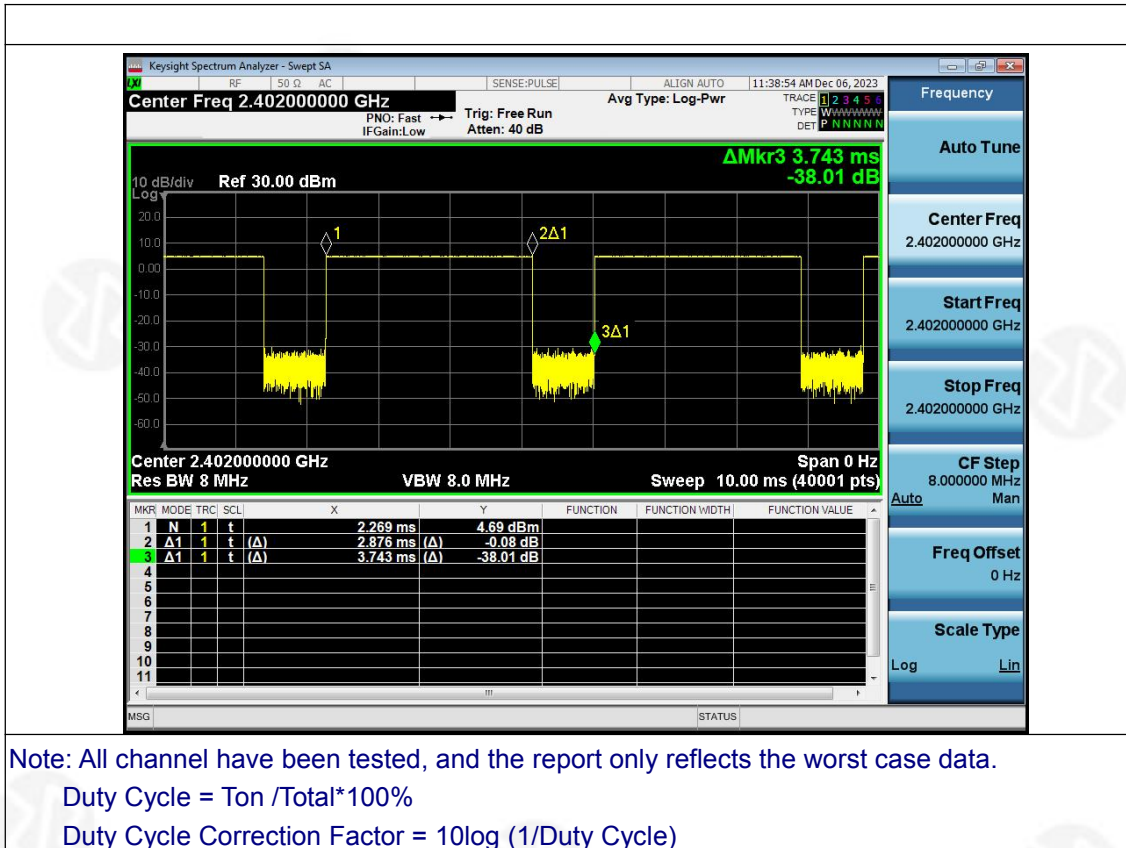 Keysight Spectrum Analyzer - Swept SA
LXI RF 50 Ω AC SENSE:PULSE ALIGN AUTO 11:38:54 AM Dec 06, 2023
Center Freq 2.402000000 GHz
PNO: Fast
IFGain:Low
Trig: Free Run
Atten: 40 dB
Avg Type: Log-Pwr
TRACE 1 2 3 4 5 6
TYPE WWWWWW
DET P N N N N N
ΔMkr3 3.743 ms
-38.01 dB
10 dB/div Ref 30.00 dBm
Log
20.0
10.0
0.00
-10.0
-20.0
-30.0
-40.0
-50.0
-60.0
1
2Δ1
3Δ1
Center 2.402000000 GHz Span 0 Hz
Res BW 8 MHz VBW 8.0 MHz Sweep 10.00 ms (40001 pts)
MKR MODE TRC SCL X Y FUNCTION FUNCTION WIDTH FUNCTION VALUE
1 N 1 t 2.269 ms 4.69 dBm
2 Δ1 1 t (Δ) 2.876 ms (Δ) -0.08 dB
3 Δ1 1 t (Δ) 3.743 ms (Δ) -38.01 dB
4
5
6
7
8
9
10
11
MSG STATUS
Frequency
Auto Tune
Center Freq
2.402000000 GHz
Start Freq
2.402000000 GHz
Stop Freq
2.402000000 GHz
CF Step
8.000000 MHz
Auto Man
Freq Offset
0 Hz
Scale Type
Log Lin
Note: All channel have been tested, and the report only reflects the worst case data.
Duty Cycle = Ton /Total*100%
Duty Cycle Correction Factor = 10log (1/Duty Cycle)